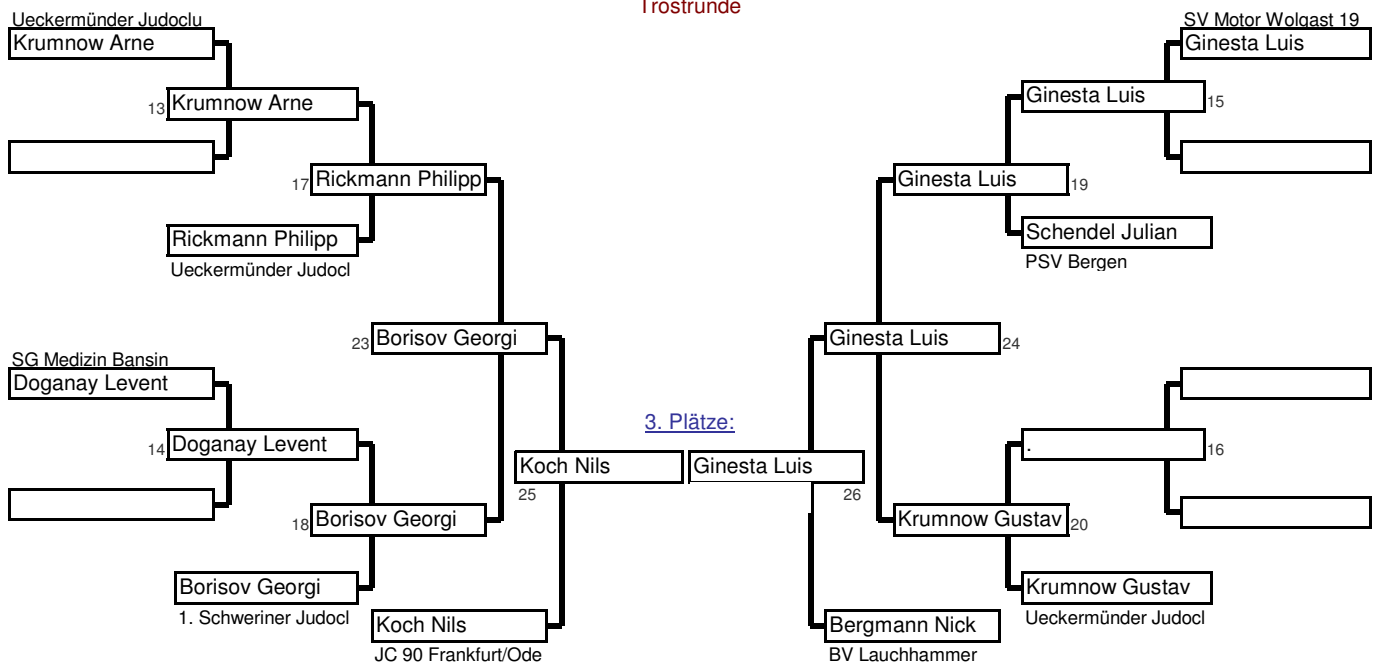 Trostrunde
Ueckermünder Judoclu
Krumnow Arne
13
Krumnow Arne
17
Rickmann Philipp
Rickmann Philipp
Ueckermünder Judocl
23
Borisov Georgi
SG Medizin Bansin
Doganay Levent
14
Doganay Levent
18
Borisov Georgi
Borisov Georgi
1. Schweriner Judocl
Koch Nils
25
Koch Nils
JC 90 Frankfurt/Ode
3. Plätze:
SV Motor Wolgast 19
Ginesta Luis
Ginesta Luis
15
Ginesta Luis
19
Schendel Julian
PSV Bergen
Ginesta Luis
24
Ginesta Luis
26
.
16
Krumnow Gustav
20
Krumnow Gustav
Ueckermünder Judocl
Bergmann Nick
BV Lauchhammer